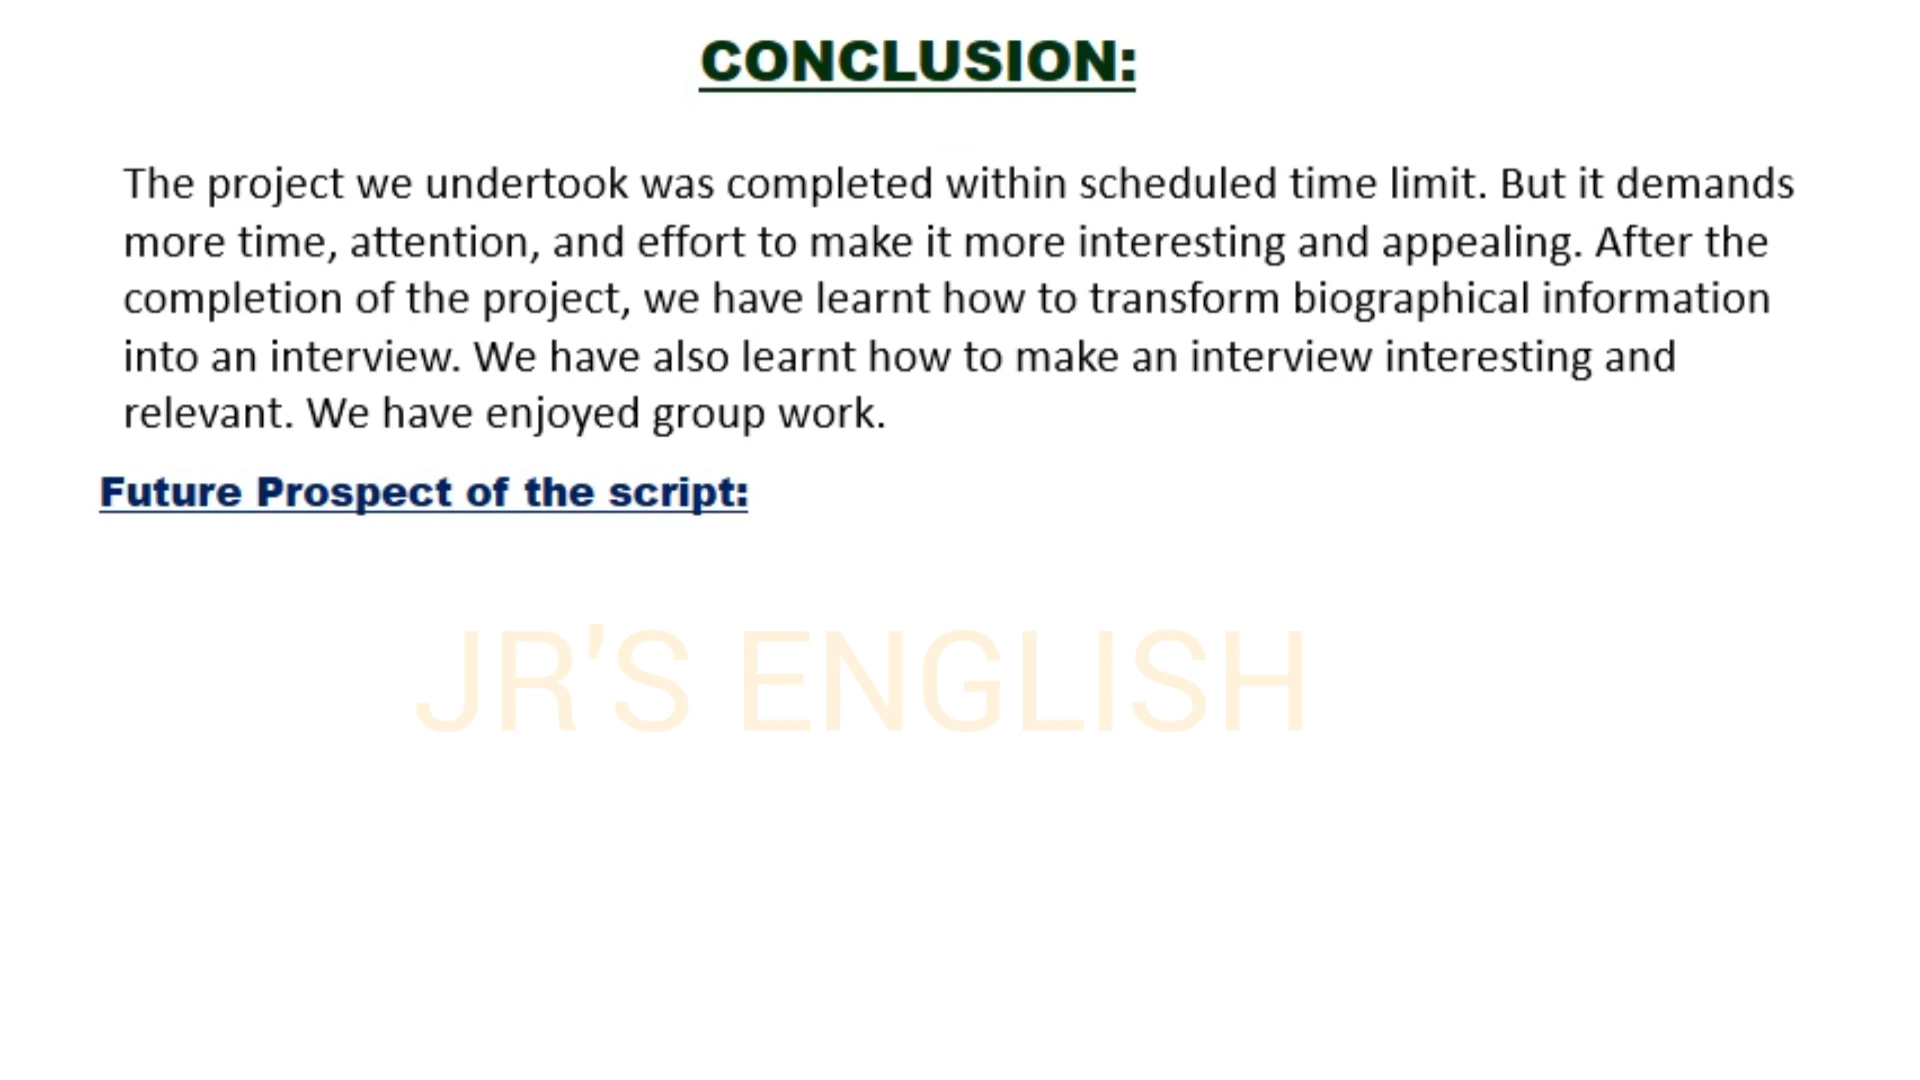 CONCLUSION:
The project we undertook was completed within scheduled time limit. But it demands
more time, attention, and effort to make it more interesting and appealing. After the
completion of the project, we have learnt how to transform biographical information
into an interview. We have also learnt how to make an interview interesting and
relevant. We have enjoyed group work.
Future Prospect of the script:
JR'S ENGLISH